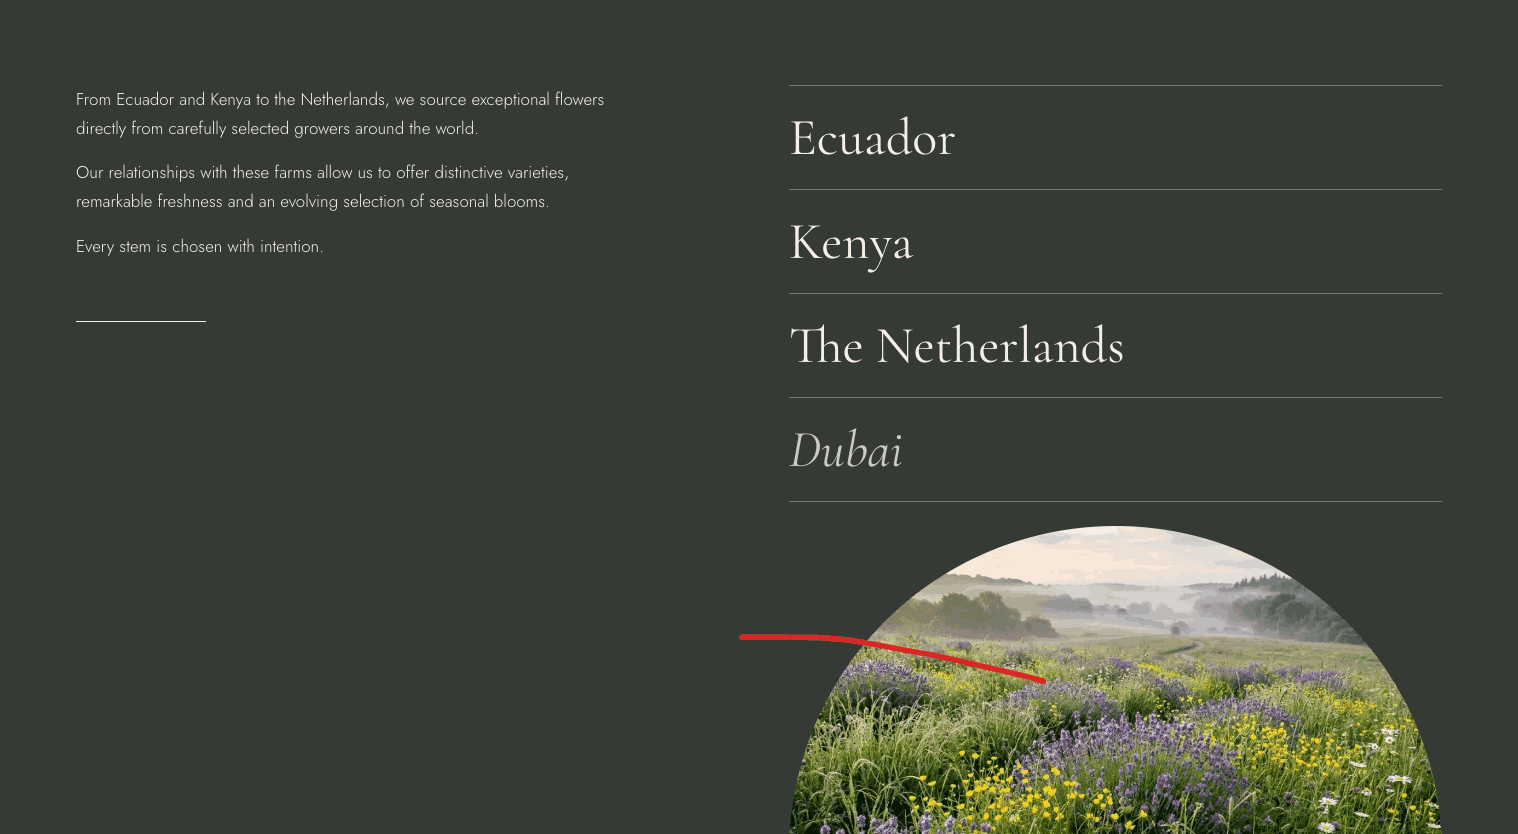 From Ecuador and Kenya to the Netherlands, we source exceptional flowers
directly from carefully selected growers around the world.
Our relationships with these farms allow us to offer distinctive varieties,
remarkable freshness and an evolving selection of seasonal blooms.
Every stem is chosen with intention.
Ecuador
Kenya
The Netherlands
Dubai